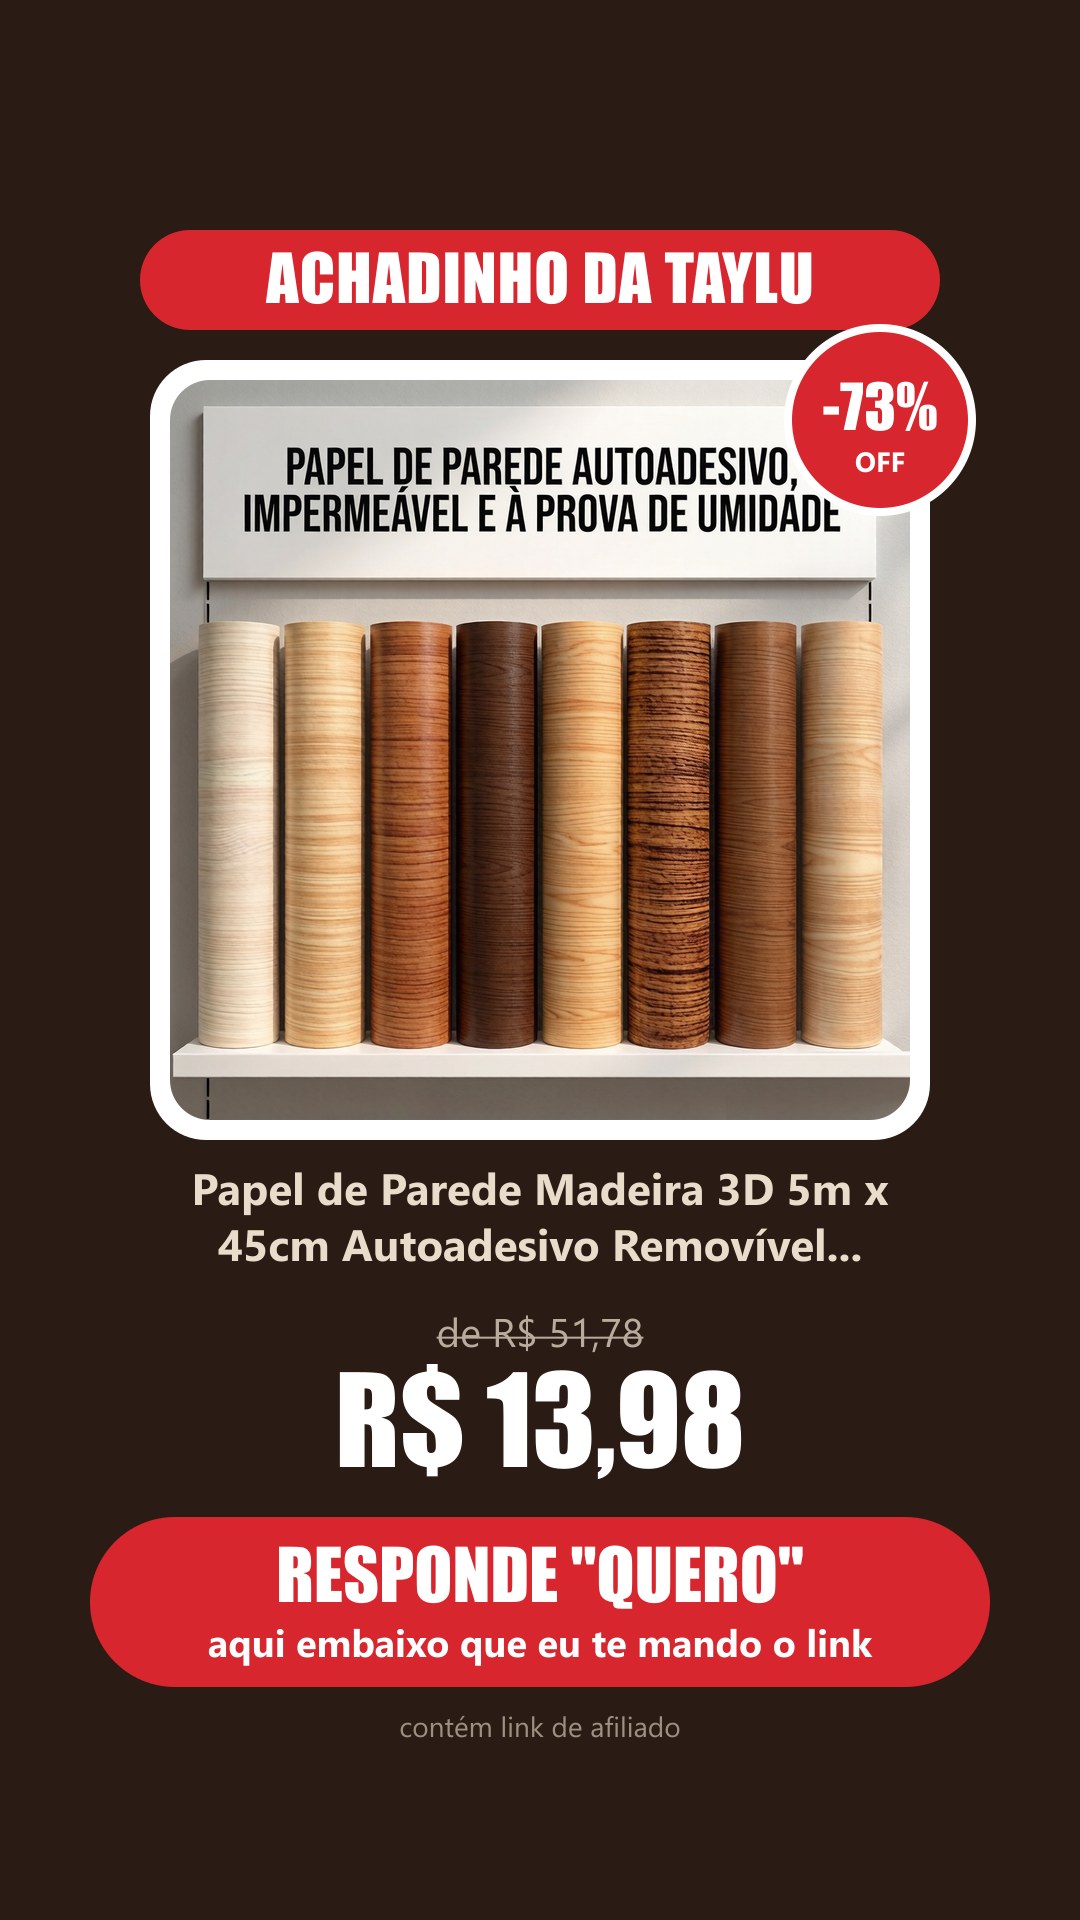 ACHADINHO DA TAYLU
-73%
OFF
PAPEL DE PAREDE AUTOADESIVO,
IMPERMEÁVEL E À PROVA DE UMIDADE
Papel de Parede Madeira 3D 5m x
45cm Autoadesivo Removível...
de R$ 51,78
R$ 13,98
RESPONDE "QUERO"
aqui embaixo que eu te mando o link
contém link de afiliado